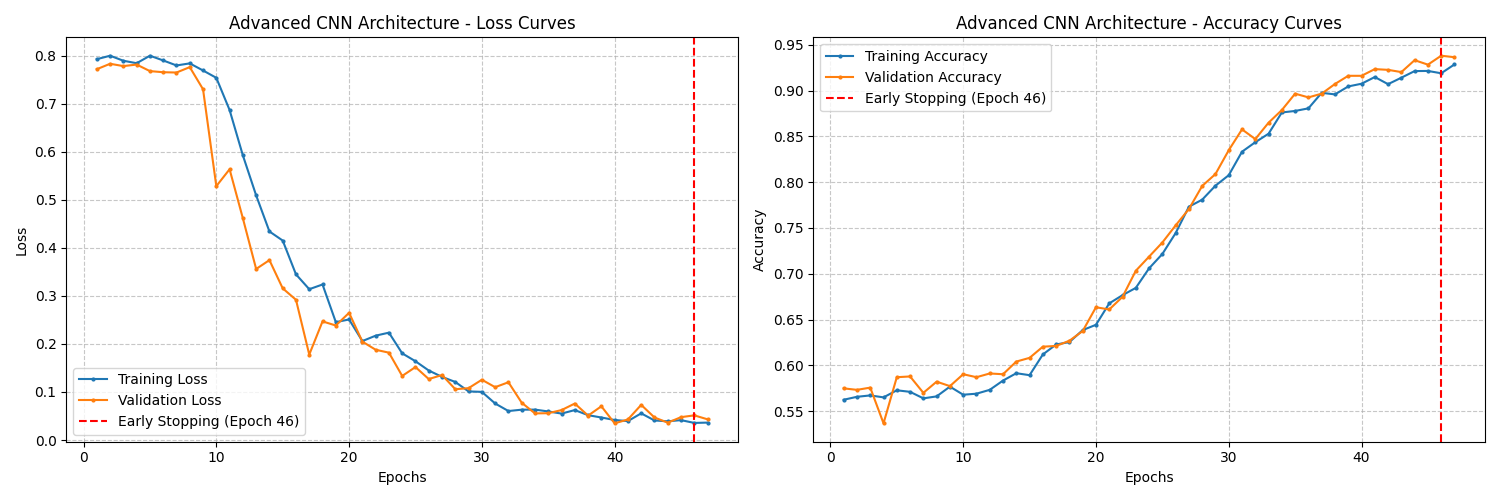 Advanced CNN Architecture - Loss Curves
0.8
0.7
0.6
0.5
0.4
0.3
0.2
0.1
0.0
Loss
Training Loss
Validation Loss
Early Stopping (Epoch 46)
0 10 20 30 40
Epochs
Advanced CNN Architecture - Accuracy Curves
0.95
0.90
0.85
0.80
0.75
0.70
0.65
0.60
0.55
Accuracy
Training Accuracy
Validation Accuracy
Early Stopping (Epoch 46)
0 10 20 30 40
Epochs